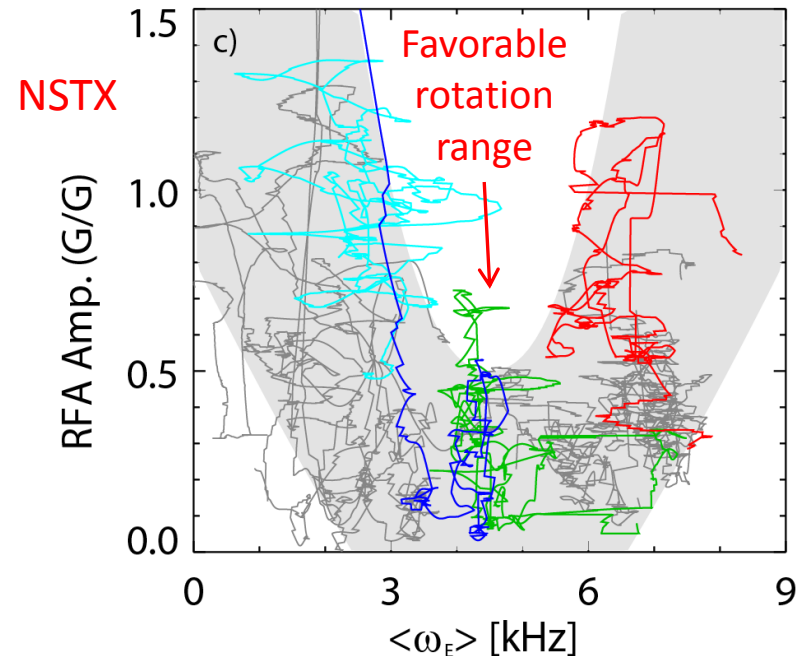 NSTX
c)
Favorable
rotation
range
RFA Amp. (G/G)
1.5
1.0
0.5
0.0
0 3 6 9
<ω_E> [kHz]